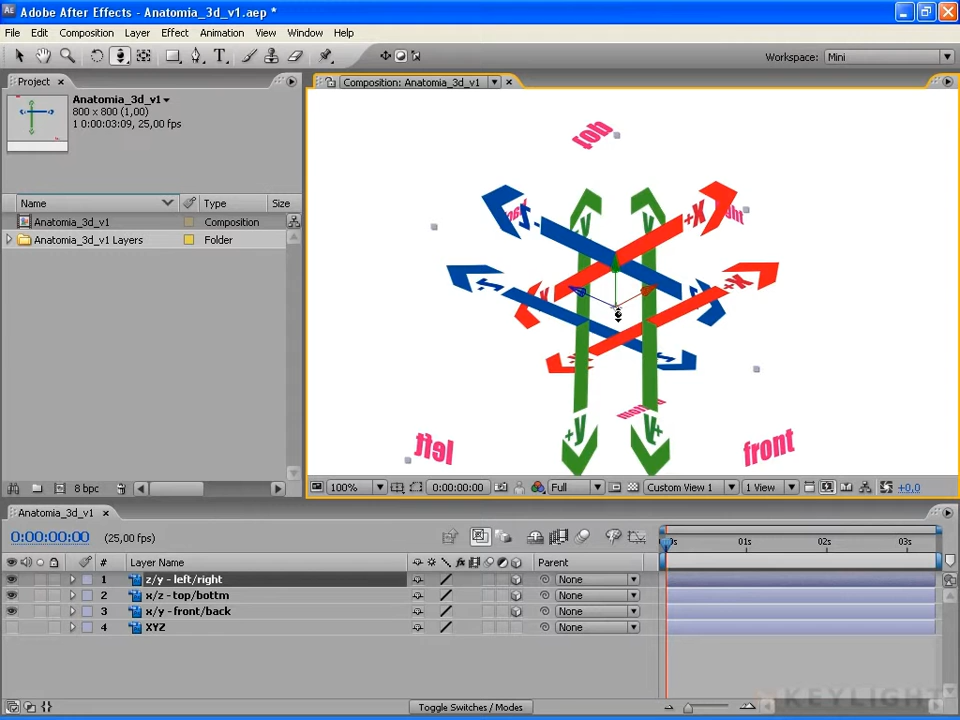 Adobe After Effects - Anatomia_3d_v1.aep *
File Edit Composition Layer Effect Animation View Window Help
Workspace: Mini
Project
Composition: Anatomia_3d_v1
Anatomia_3d_v1
800 x 800 (1,00)
Δ 0:00:03:09, 25,00 fps
top
right
+X
+X
left
front
Name Type Size
Anatomia_3d_v1 Composition
Anatomia_3d_v1 Layers Folder
8 bpc
100% 0:00:00:00 Full Custom View 1 1 View +0,0
Anatomia_3d_v1
0:00:00:00 (25,00 fps)
01s 02s 03s
# Layer Name Parent
1 z/y - left/right None
2 x/z - top/bottm None
3 x/y - front/back None
4 XYZ None
Toggle Switches / Modes
KEYLIGHT